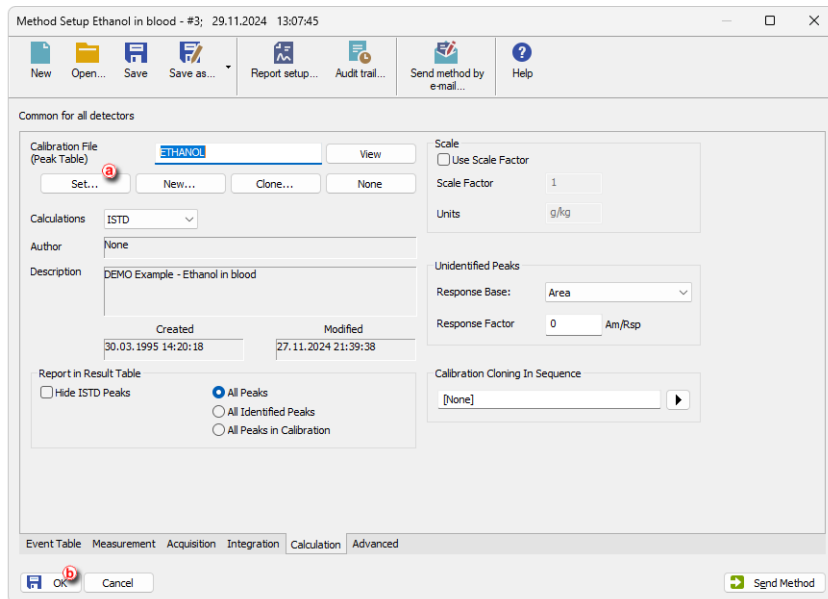 Method Setup Ethanol in blood - #3; 29.11.2024 13:07:45
New Open... Save Save as... Report setup... Audit trail... Send method by e-mail... Help
Common for all detectors
Calibration File
(Peak Table)
ETHANOL
View
a
Set... New... Clone... None
Calculations ISTD
Author None
Description DEMO Example - Ethanol in blood
Created Modified
30.03.1995 14:20:18 27.11.2024 21:39:38
Report in Result Table
Hide ISTD Peaks
All Peaks
All Identified Peaks
All Peaks in Calibration
Scale
Use Scale Factor
Scale Factor 1
Units g/kg
Unidentified Peaks
Response Base: Area
Response Factor 0 Am/Rsp
Calibration Cloning In Sequence
[None]
Event Table Measurement Acquisition Integration Calculation Advanced
b
OK Cancel Send Method